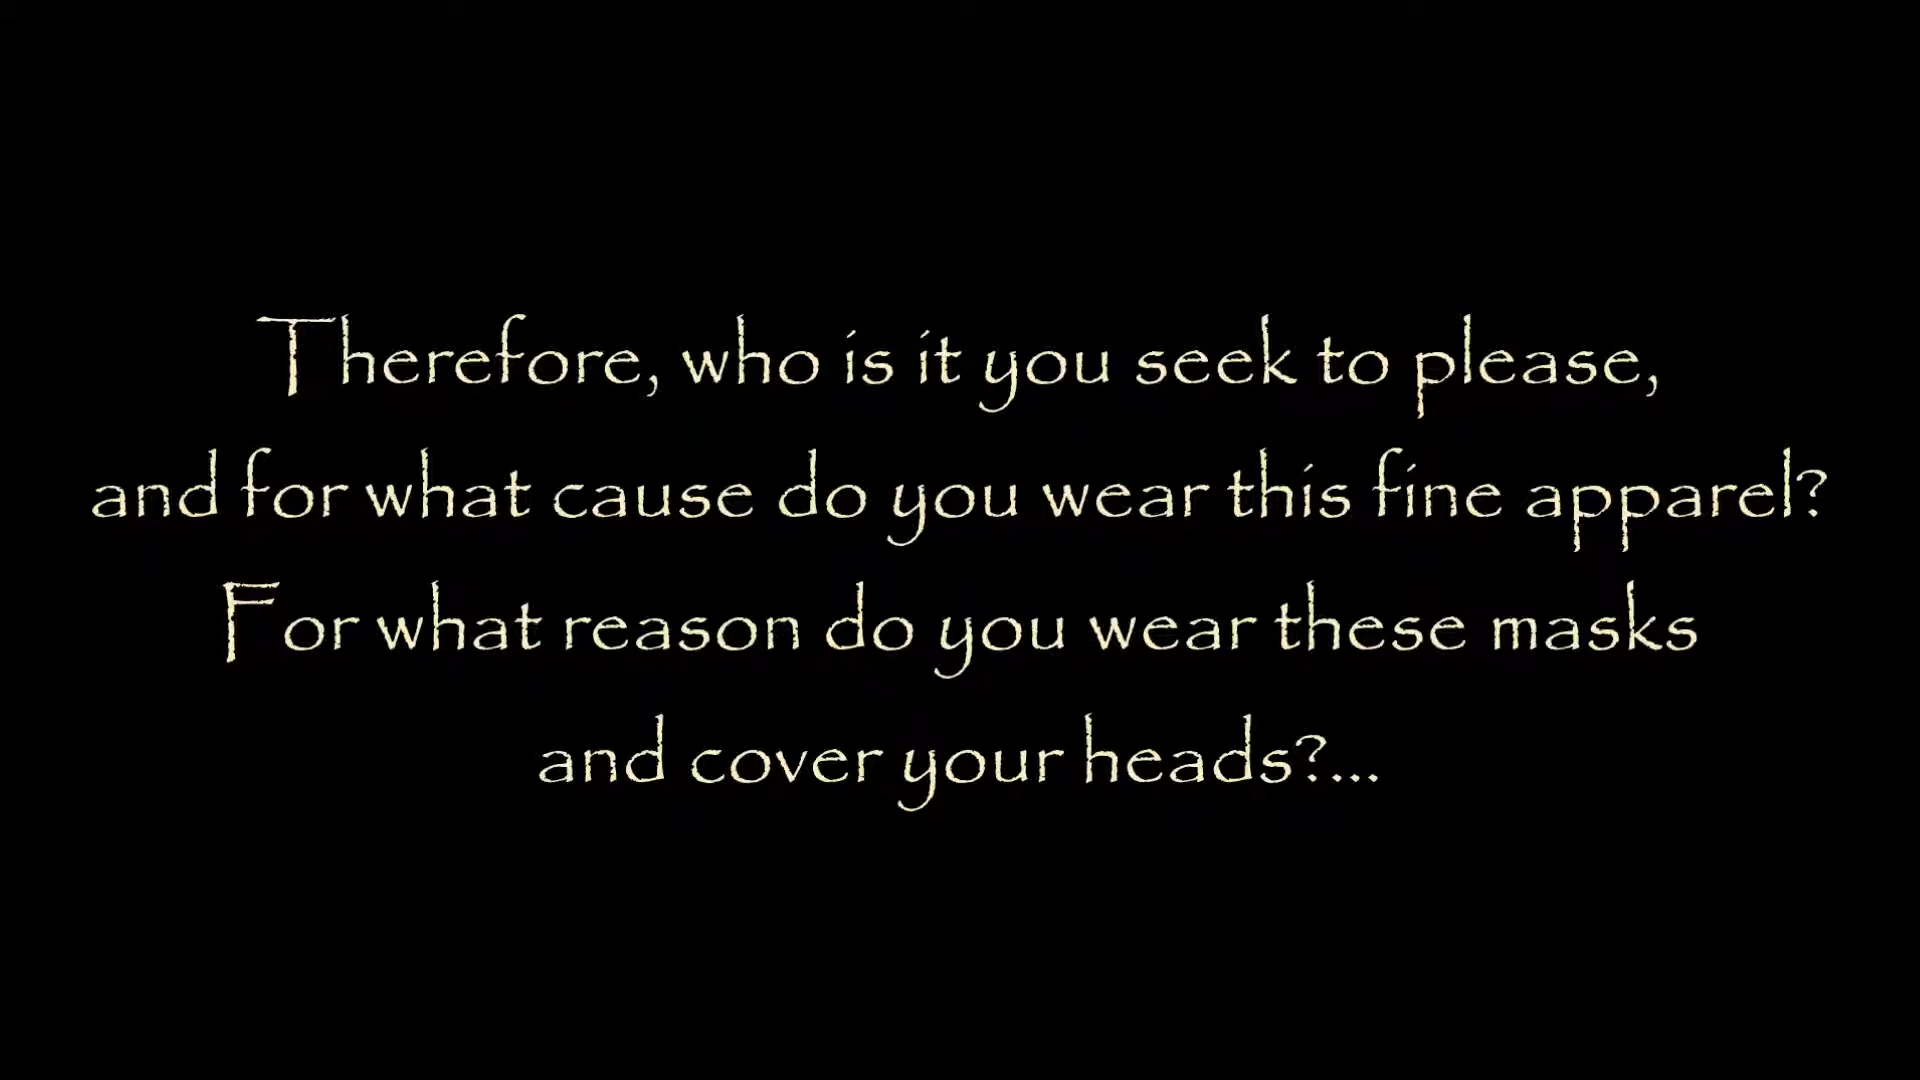 Therefore, who is it you seek to please,
and for what cause do you wear this fine apparel?
For what reason do you wear these masks
and cover your heads?...